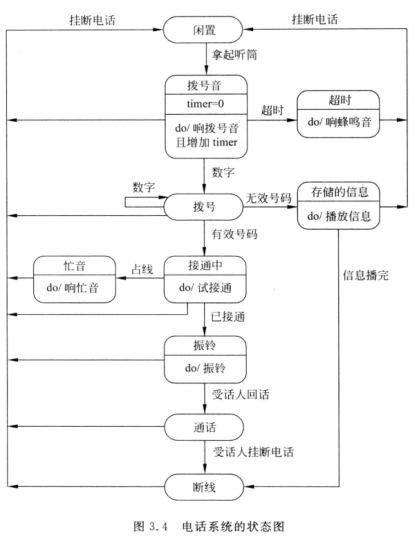 挂断电话
闲置
挂断电话
拿起听筒
拨号音
timer=0
do/响拨号音
且增加 timer
超时
超时
do/响蜂鸣音
数字
数字
拨号
无效号码
存储的信息
do/播放信息
有效号码
忙音
do/响忙音
占线
接通中
do/试接通
信息播完
已接通
振铃
do/振铃
受话人回话
通话
受话人挂断电话
断线
图 3.4 电话系统的状态图